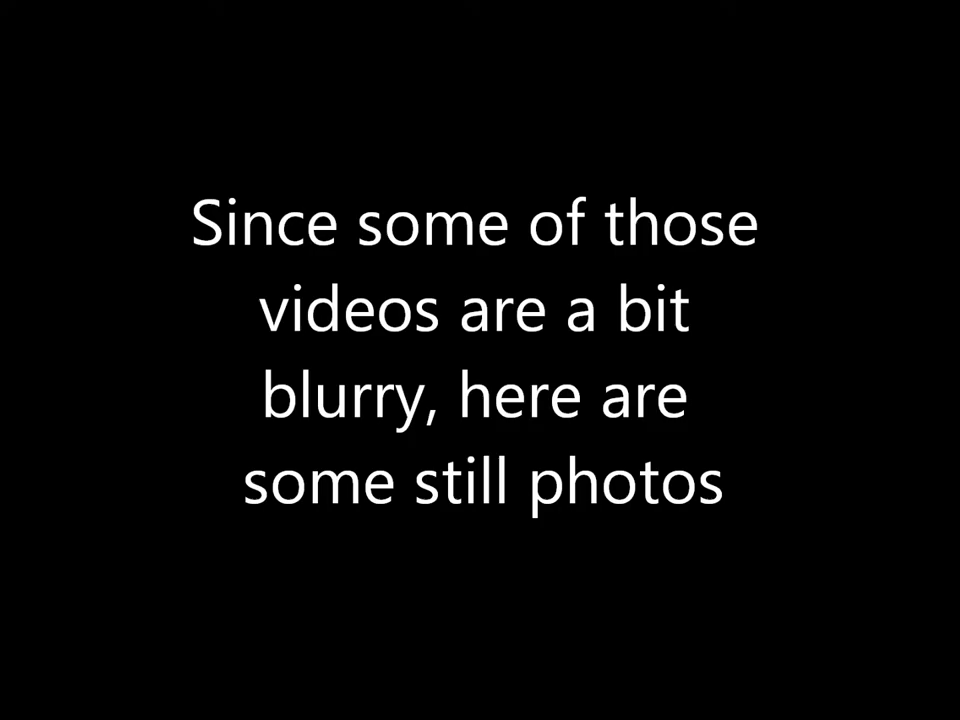 Since some of those
videos are a bit
blurry, here are
some still photos